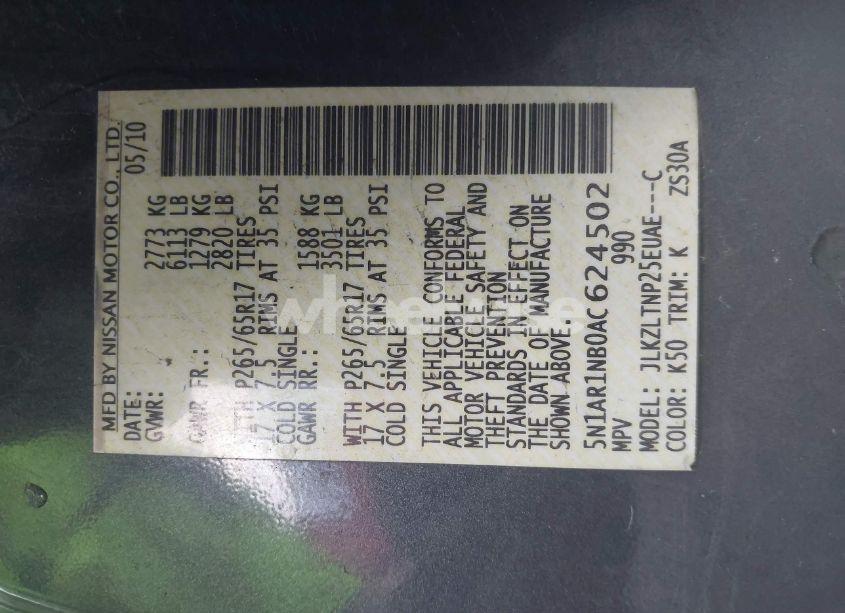 MFD BY NISSAN MOTOR CO., LTD.
DATE: 05/10
GVWR: 2773 KG
6113 LB
GAWR FR.: 1279 KG
2820 LB
WITH P265/65R17 TIRES
17 X 7.5 RIMS AT 35 PSI
COLD SINGLE
GAWR RR.: 1588 KG
3501 LB
WITH P265/65R17 TIRES
17 X 7.5 RIMS AT 35 PSI
COLD SINGLE
THIS VEHICLE CONFORMS TO
ALL APPLICABLE FEDERAL
MOTOR VEHICLE SAFETY AND
THEFT PREVENTION
STANDARDS IN EFFECT ON
THE DATE OF MANUFACTURE
SHOWN ABOVE.
5N1AR1NB0AC624502
MPV 990
MODEL: JLKZLTNP25EUAE---C
COLOR: K50 TRIM: K ZS30A